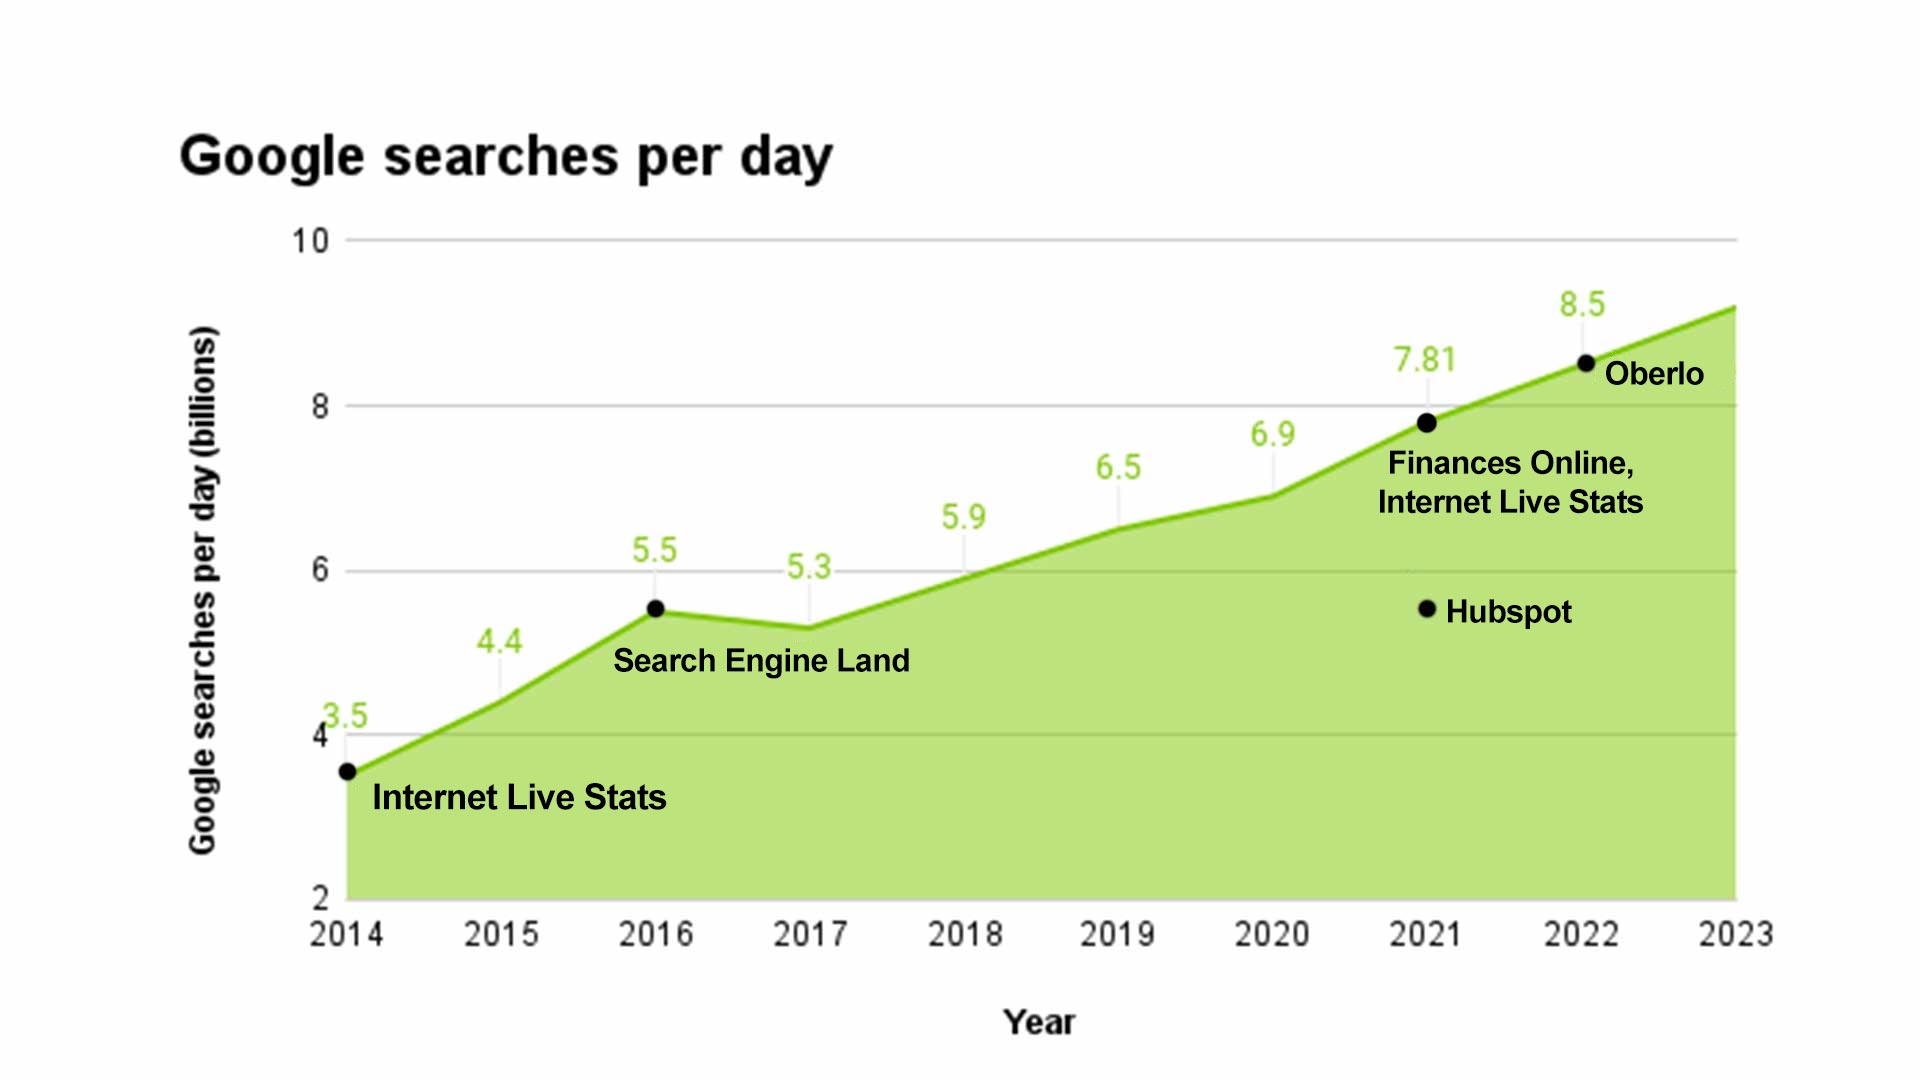 Google searches per day
Google searches per day (billions)
10
8
6
4
2
3.5
4.4
5.5
5.3
5.9
6.5
6.9
7.81
8.5
Oberlo
Finances Online,
Internet Live Stats
Hubspot
Search Engine Land
Internet Live Stats
2014 2015 2016 2017 2018 2019 2020 2021 2022 2023
Year